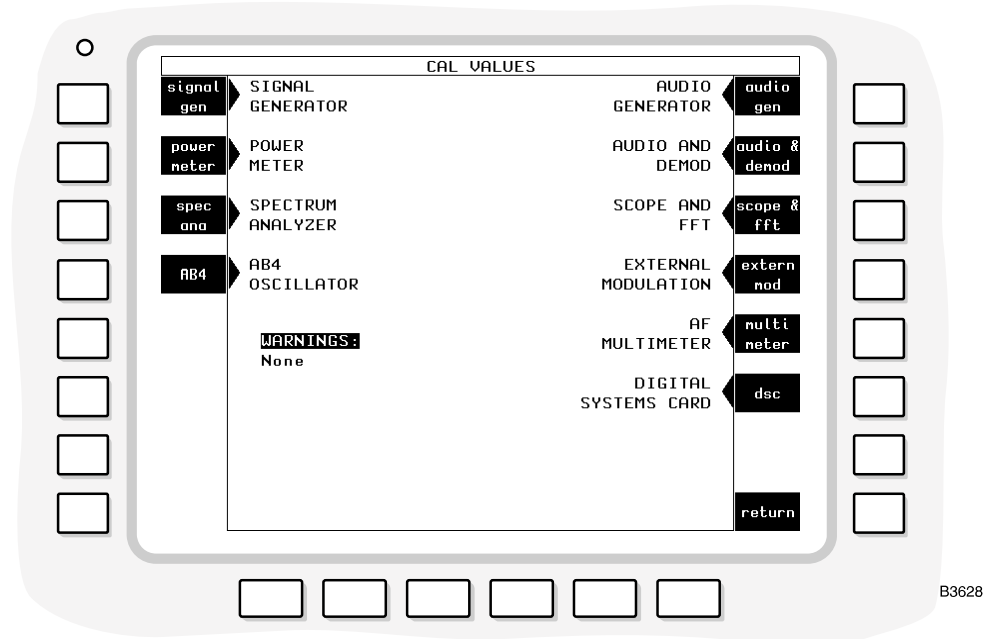 CAL VALUES
signal
gen
SIGNAL
GENERATOR
power
meter
POWER
METER
spec
ana
SPECTRUM
ANALYZER
AB4
AB4
OSCILLATOR
WARNINGS:
None
AUDIO
GENERATOR
audio
gen
AUDIO AND
DEMOD
audio &
demod
SCOPE AND
FFT
scope &
fft
EXTERNAL
MODULATION
extern
mod
AF
MULTIMETER
multi
meter
DIGITAL
SYSTEMS CARD
dsc
return
B3628